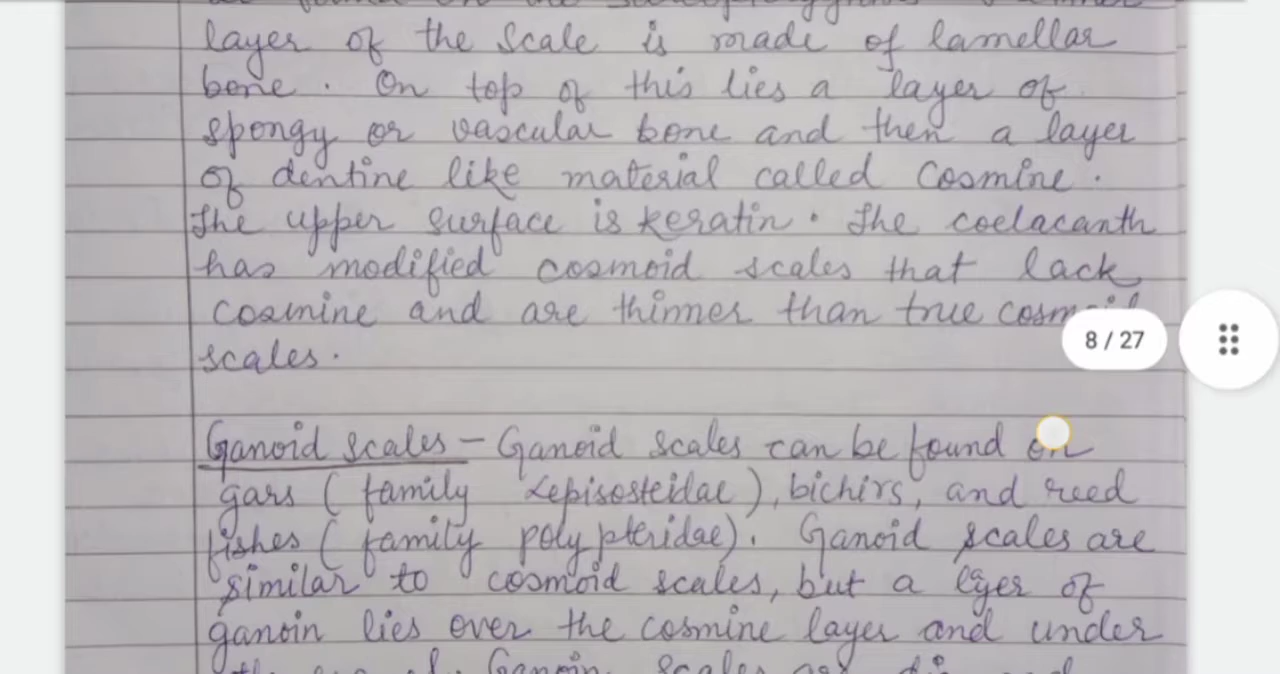 layer of the scale is made of lamellar
bone. On top of this lies a layer of
spongy or vascular bone and then a layer
of dentine like material called Cosmine.
The upper surface is keratin. The coelacanth
has modified cosmoid scales that lack
cosmine and are thinner than true
scales.
8 / 27
Ganoid scales - Ganoid scales can be found on
gars (family Lepisosteidae), bichirs, and reed
fishes (family polypteridae). Ganoid scales are
similar to cosmoid scales, but a layer of
ganoin lies over the cosmine layer and under
Ganoin scales are